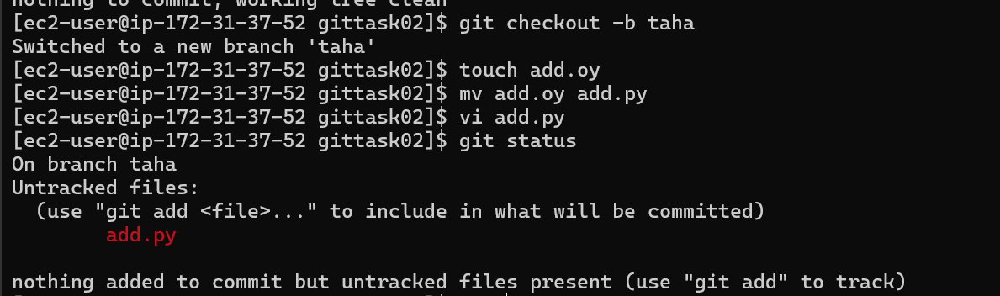 nothing to commit, working tree clean
[ec2-user@ip-172-31-37-52 gittask02]$ git checkout -b taha
Switched to a new branch 'taha'
[ec2-user@ip-172-31-37-52 gittask02]$ touch add.oy
[ec2-user@ip-172-31-37-52 gittask02]$ mv add.oy add.py
[ec2-user@ip-172-31-37-52 gittask02]$ vi add.py
[ec2-user@ip-172-31-37-52 gittask02]$ git status
On branch taha
Untracked files:
  (use "git add <file>..." to include in what will be committed)
        add.py

nothing added to commit but untracked files present (use "git add" to track)